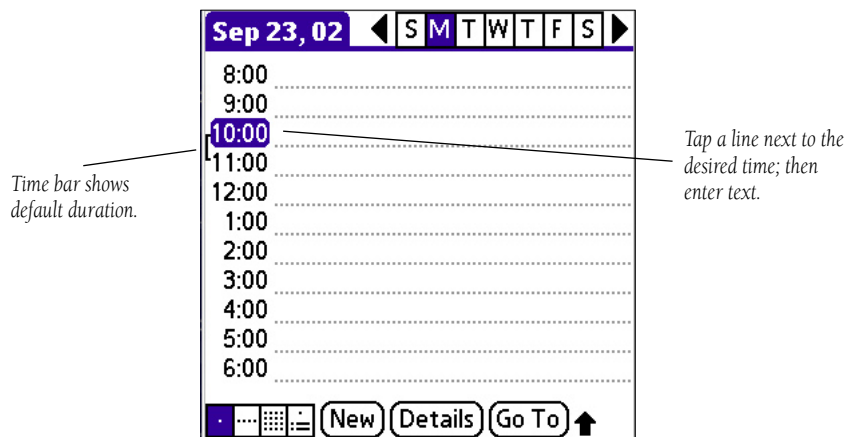 Sep 23, 02 S M T W T F S
8:00
9:00
10:00
11:00
12:00
1:00
2:00
3:00
4:00
5:00
6:00
New Details Go To
Time bar shows
default duration.
Tap a line next to the
desired time; then
enter text.